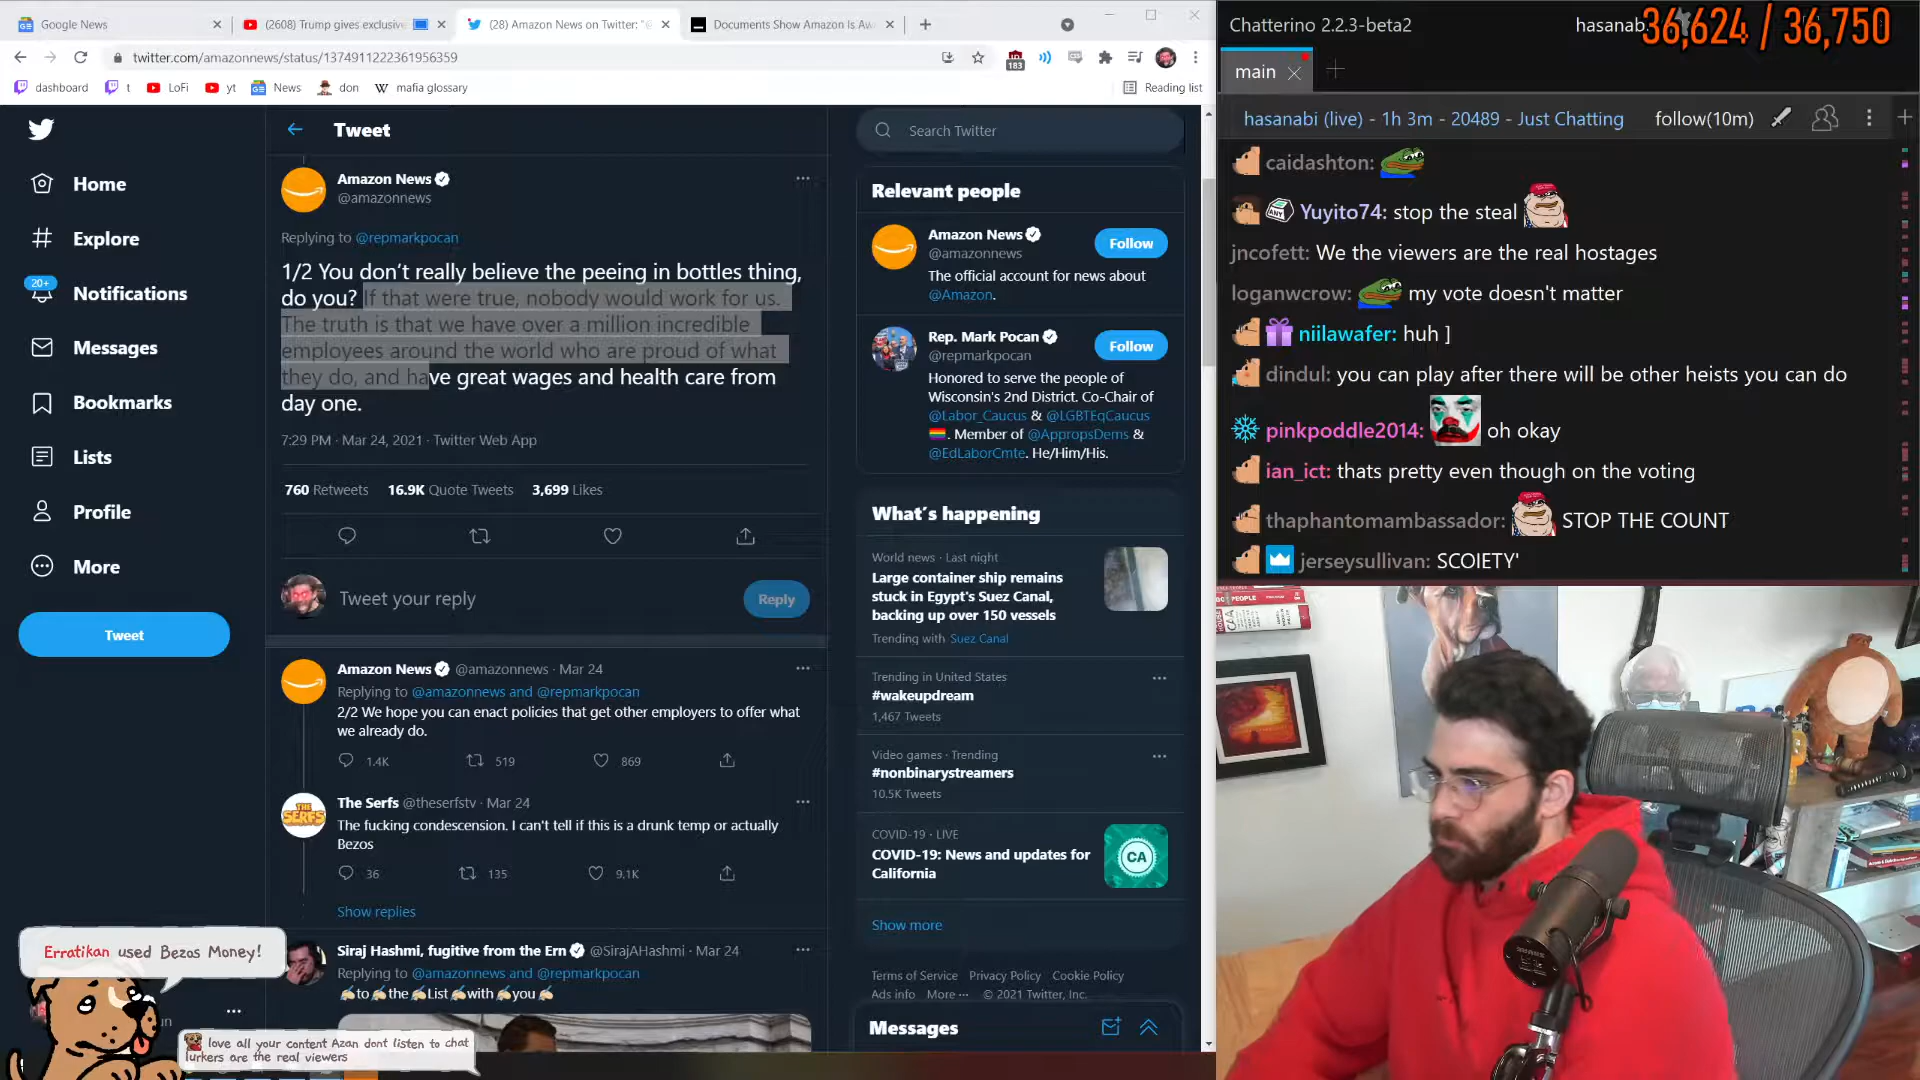 Google News
(2608) Trump gives exclusive
(28) Amazon News on Twitter: "@
Documents Show Amazon Is Aw
twitter.com/amazonnews/status/1374911222361956359
183
dashboard
t
LoFi
yt
News
don
mafia glossary
Reading list
Home
Explore
20+
Notifications
Messages
Bookmarks
Lists
Profile
More
Tweet
Tweet
Amazon News
@amazonnews
Replying to @repmarkpocan
1/2 You don't really believe the peeing in bottles thing,
do you? If that were true, nobody would work for us.
The truth is that we have over a million incredible
employees around the world who are proud of what
they do, and have great wages and health care from
day one.
7:29 PM · Mar 24, 2021 · Twitter Web App
760 Retweets 16.9K Quote Tweets 3,699 Likes
Tweet your reply
Reply
Amazon News @amazonnews · Mar 24
Replying to @amazonnews and @repmarkpocan
2/2 We hope you can enact policies that get other employers to offer what
we already do.
1.4K 519 869
The Serfs @theserfstv · Mar 24
THE SERFS
The fucking condescension. I can't tell if this is a drunk temp or actually
Bezos
36 135 9.1K
Show replies
Siraj Hashmi, fugitive from the Ern @SirajAHashmi · Mar 24
Replying to @amazonnews and @repmarkpocan
✍🏼to✍🏼the✍🏼List✍🏼with✍🏼you✍🏼
Search Twitter
Relevant people
Amazon News
@amazonnews
Follow
The official account for news about
@Amazon.
Rep. Mark Pocan
@repmarkpocan
Follow
Honored to serve the people of
Wisconsin's 2nd District. Co-Chair of
@Labor_Caucus & @LGBTEqCaucus
🏳️‍🌈. Member of @AppropsDems &
@EdLaborCmte. He/Him/His.
What's happening
World news · Last night
Large container ship remains
stuck in Egypt's Suez Canal,
backing up over 150 vessels
Trending with Suez Canal
Trending in United States
#wakeupdream
1,467 Tweets
Video games · Trending
#nonbinarystreamers
10.5K Tweets
COVID-19 · LIVE
COVID-19: News and updates for
California
CA
Show more
Terms of Service Privacy Policy Cookie Policy
Ads info More ··· © 2021 Twitter, Inc.
Messages
Erratikan used Bezos Money!
love all your content Azan dont listen to chat
lurkers are the real viewers
Chatterino 2.2.3-beta2
hasanab
36,624 / 36,750
main
hasanabi (live) - 1h 3m - 20489 - Just Chatting
follow(10m)
caidashton:
Yuyito74: stop the steal
jncofett: We the viewers are the real hostages
loganwcrow: my vote doesn't matter
niilawafer: huh ]
dindul: you can play after there will be other heists you can do
pinkpoddle2014: oh okay
ian_ict: thats pretty even though on the voting
thaphantomambassador: STOP THE COUNT
jerseysullivan: SCOIETY'
PEOPLE